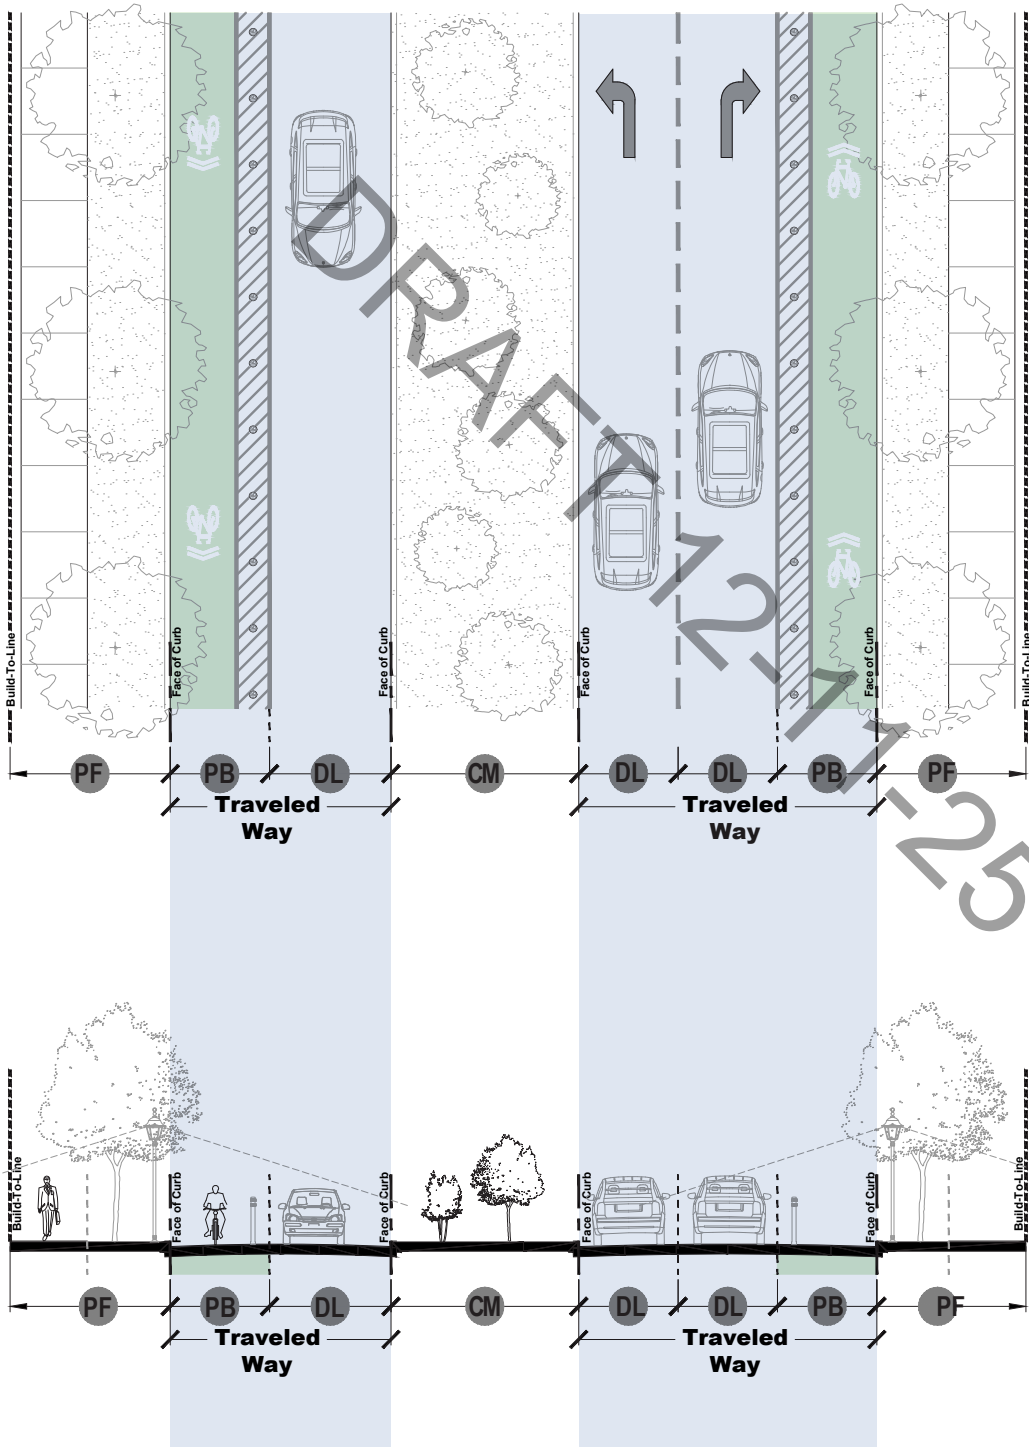 Build-To-Line
Face of Curb
Face of Curb
Face of Curb
Face of Curb
Build-To-Line
DRAFT 12-11-25
PF
PB
DL
CM
DL
DL
PB
PF
Traveled
Way
Traveled
Way
Build-To-Line
Face of Curb
Face of Curb
Face of Curb
Face of Curb
Build-To-Line
PF
PB
DL
CM
DL
DL
PB
PF
Traveled
Way
Traveled
Way